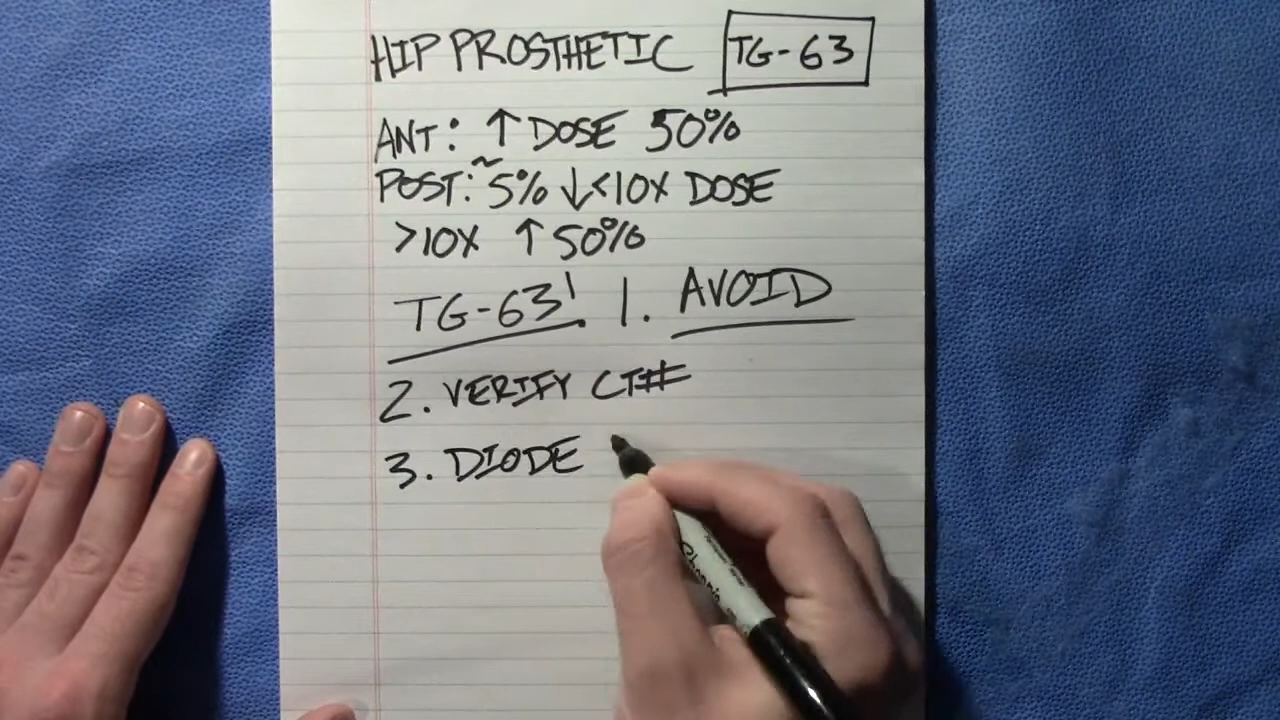 HIP PROSTHETIC TG-63
ANT: ↑ DOSE 50%
POST: ~5% ↓ <10X DOSE
>10X ↑ 50%
TG-63' 1. AVOID
2. VERIFY CT#
3. DIODE
Sharpie